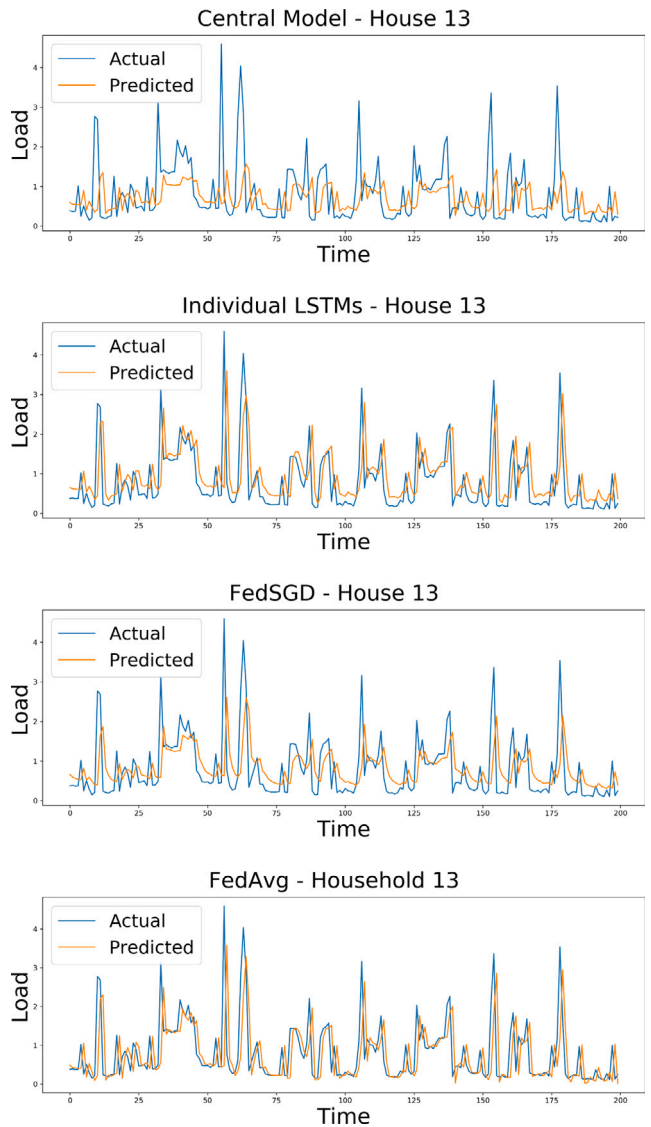 Central Model - House 13
Actual
Predicted
Load
4
3
2
1
0
0 25 50 75 100 125 150 175 200
Time
Individual LSTMs - House 13
Actual
Predicted
Load
4
3
2
1
0
0 25 50 75 100 125 150 175 200
Time
FedSGD - House 13
Actual
Predicted
Load
4
3
2
1
0
0 25 50 75 100 125 150 175 200
Time
FedAvg - Household 13
Actual
Predicted
Load
4
3
2
1
0
0 25 50 75 100 125 150 175 200
Time